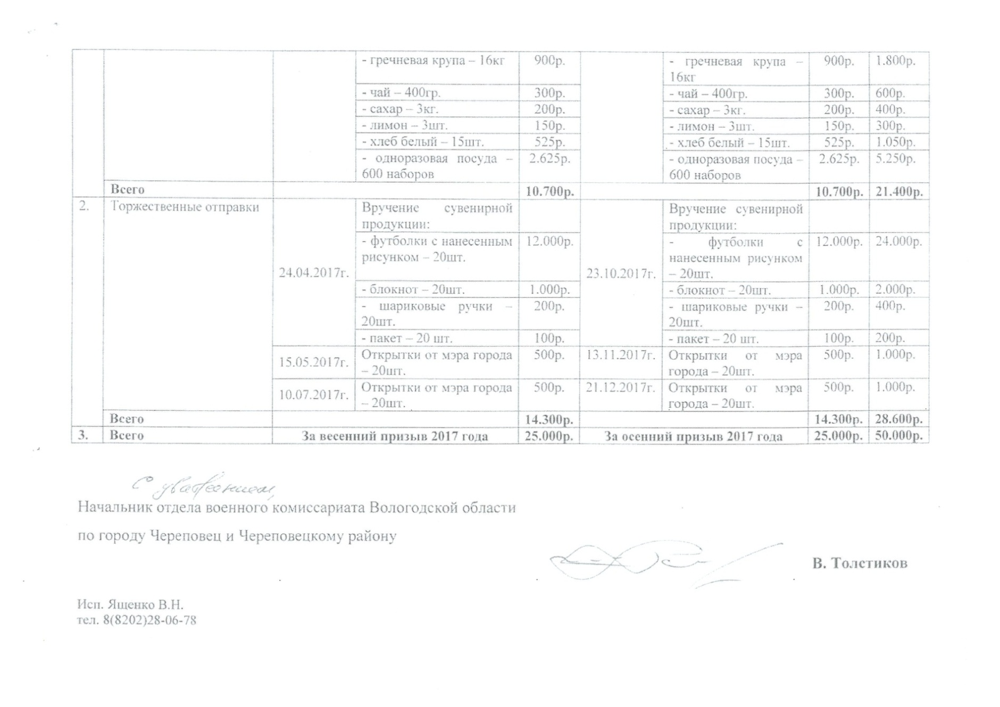 - гречневая крупа – 16кг 900р. - гречневая крупа – 900р. 1.800р.
16кг
- чай – 400гр. 300р. - чай – 400гр. 300р. 600р.
- сахар – 3кг. 200р. - сахар – 3кг. 200р. 400р.
- лимон – 3шт. 150р. - лимон – 3шт. 150р. 300р.
- хлеб белый – 15шт. 525р. - хлеб белый – 15шт. 525р. 1.050р.
- одноразовая посуда – 2.625р. - одноразовая посуда – 2.625р. 5.250р.
600 наборов 600 наборов
Всего 10.700р. 10.700р. 21.400р.
2. Торжественные отправки Вручение сувенирной Вручение сувенирной
продукции: продукции:
- футболки с нанесенным 12.000р. - футболки с 12.000р. 24.000р.
рисунком – 20шт. нанесенным рисунком
24.04.2017г. 23.10.2017г. – 20шт.
- блокнот – 20шт. 1.000р. - блокнот – 20шт. 1.000р. 2.000р.
- шариковые ручки – 200р. - шариковые ручки – 200р. 400р.
20шт. 20шт.
- пакет – 20 шт. 100р. - пакет – 20 шт. 100р. 200р.
15.05.2017г. Открытки от мэра города 500р. 13.11.2017г. Открытки от мэра 500р. 1.000р.
– 20шт. города – 20шт.
10.07.2017г. Открытки от мэра города 500р. 21.12.2017г. Открытки от мэра 500р. 1.000р.
– 20шт. города – 20шт.
Всего 14.300р. 14.300р. 28.600р.
3. Всего За весенний призыв 2017 года 25.000р. За осенний призыв 2017 года 25.000р. 50.000р.
С уважением,
Начальник отдела военного комиссариата Вологодской области
по городу Череповец и Череповецкому району
В. Толстиков
Исп. Ященко В.Н.
тел. 8(8202)28-06-78